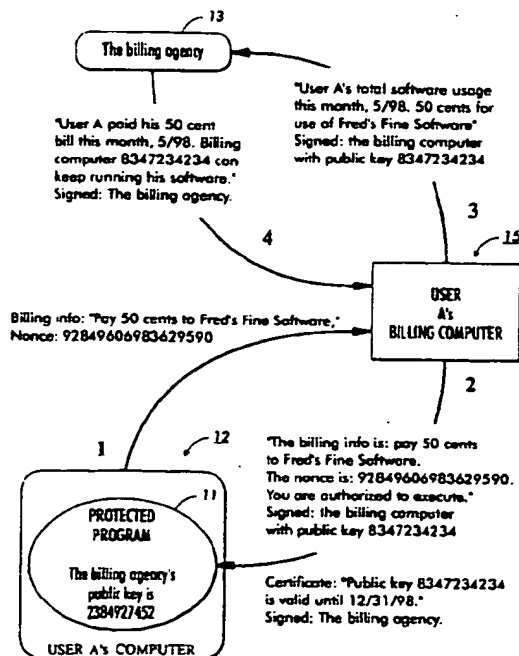 13
The billing agency
"User A's total software usage
this month, 5/98. 50 cents for
use of Fred's Fine Software"
Signed: the billing computer
with public key 8347234234
"User A paid his 50 cent
bill this month, 5/98. Billing
computer 8347234234 can
keep running his software."
Signed: The billing agency.
3
4
15
USER
A's
BILLING COMPUTER
Billing info: "Pay 50 cents to Fred's Fine Software,"
Nonce: 92849606983629590
2
1
12
"The billing info is: pay 50 cents
to Fred's Fine Software.
The nonce is: 92849606983629590.
You are authorized to execute."
Signed: the billing computer
with public key 8347234234
11
PROTECTED
PROGRAM
The billing agency's
public key is
2384927452
Certificate: "Public key 8347234234
is valid until 12/31/98."
Signed: The billing agency.
USER A's COMPUTER